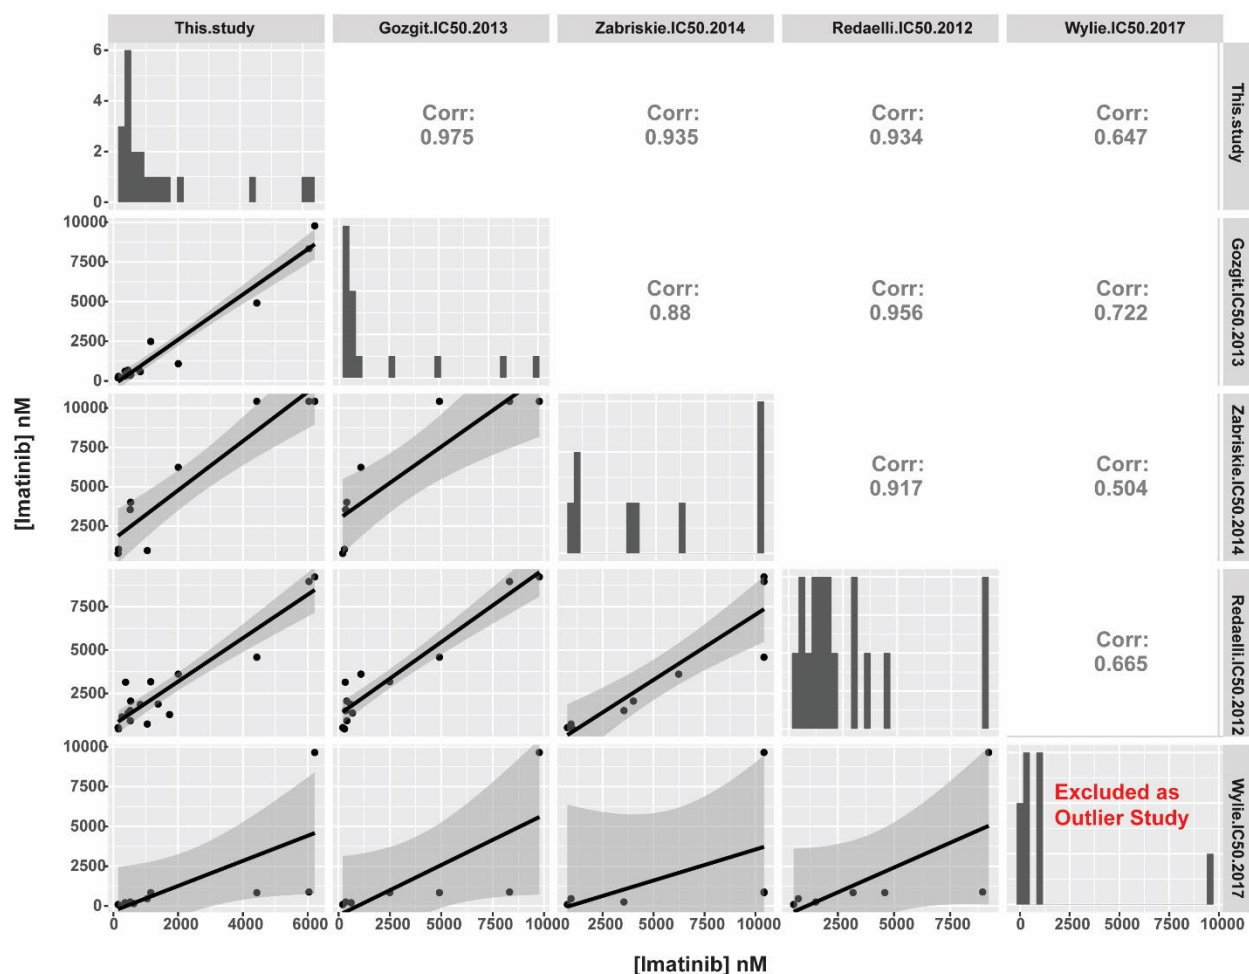 This.study
Gozgit.IC50.2013
Zabriskie.IC50.2014
Redaelli.IC50.2012
Wylie.IC50.2017
6
4
2
0
Corr:
0.975
Corr:
0.935
Corr:
0.934
Corr:
0.647
This.study
10000
7500
5000
2500
0
Corr:
0.88
Corr:
0.956
Corr:
0.722
Gozgit.IC50.2013
[Imatinib] nM
10000
7500
5000
2500
Corr:
0.917
Corr:
0.504
Zabriskie.IC50.2014
7500
5000
2500
0
Corr:
0.665
Redaelli.IC50.2012
10000
7500
5000
2500
0
Excluded as
Outlier Study
Wylie.IC50.2017
0 2000 4000 6000
0 2500 5000 7500 10000
2500 5000 7500 10000
2500 5000 7500
0 2500 5000 7500 10000
[Imatinib] nM